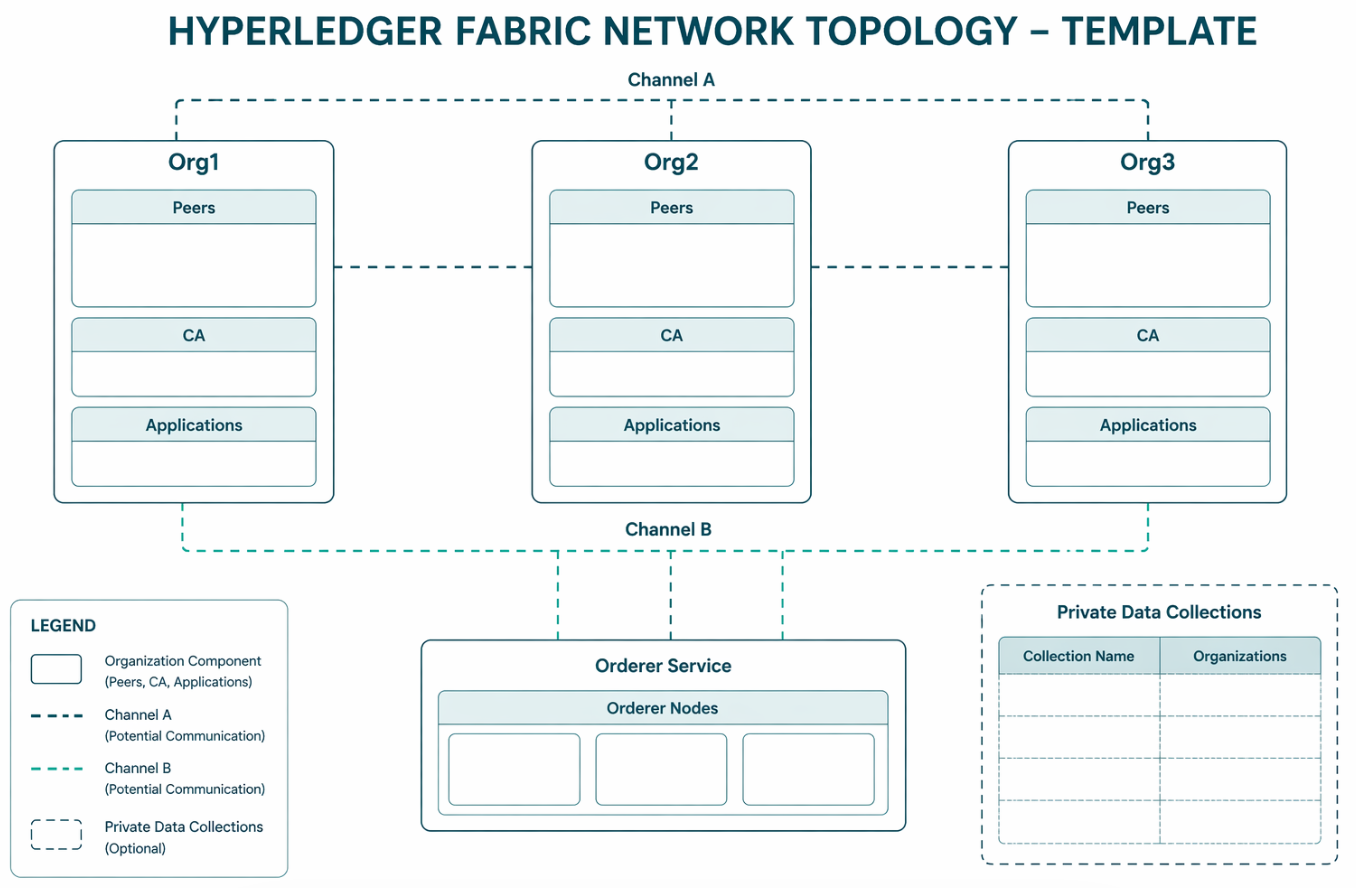 HYPERLEDGER FABRIC NETWORK TOPOLOGY – TEMPLATE
Channel A
Org1
Peers
CA
Applications
Org2
Peers
CA
Applications
Org3
Peers
CA
Applications
Channel B
LEGEND
Organization Component
(Peers, CA, Applications)
Channel A
(Potential Communication)
Channel B
(Potential Communication)
Private Data Collections
(Optional)
Orderer Service
Orderer Nodes
Private Data Collections
Collection Name
Organizations